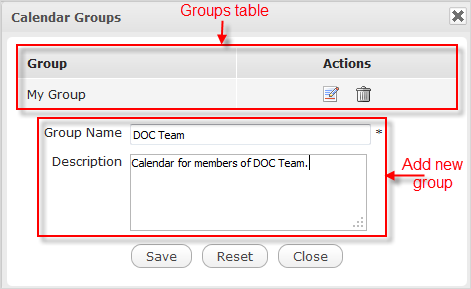 Groups table
Calendar Groups
Group Actions
My Group
Group Name DOC Team *
Description Calendar for members of DOC Team.
Add new
group
Save Reset Close